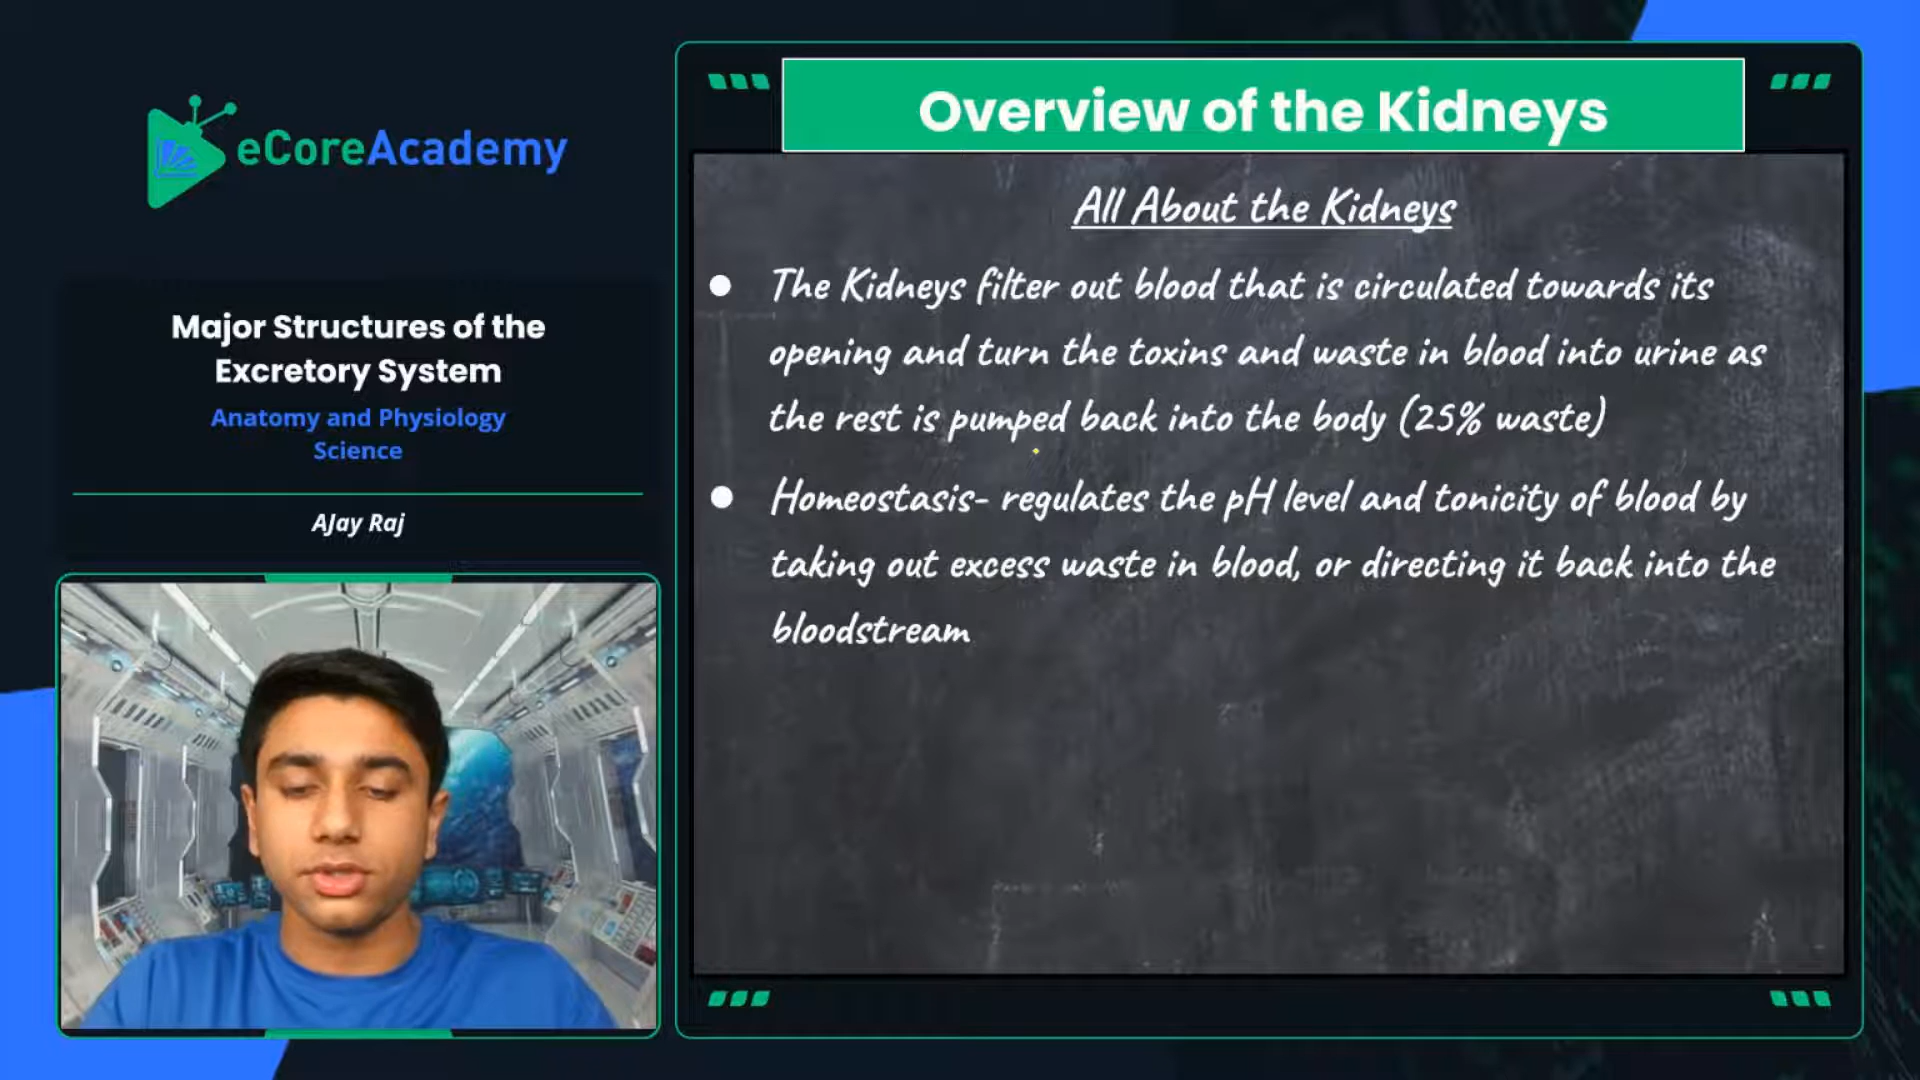 eCoreAcademy
Major Structures of the
Excretory System
Anatomy and Physiology
Science
AJay Raj
Overview of the Kidneys
All About the Kidneys
● The Kidneys filter out blood that is circulated towards its
opening and turn the toxins and waste in blood into urine as
the rest is pumped back into the body (25% waste)
● Homeostasis- regulates the pH level and tonicity of blood by
taking out excess waste in blood, or directing it back into the
bloodstream